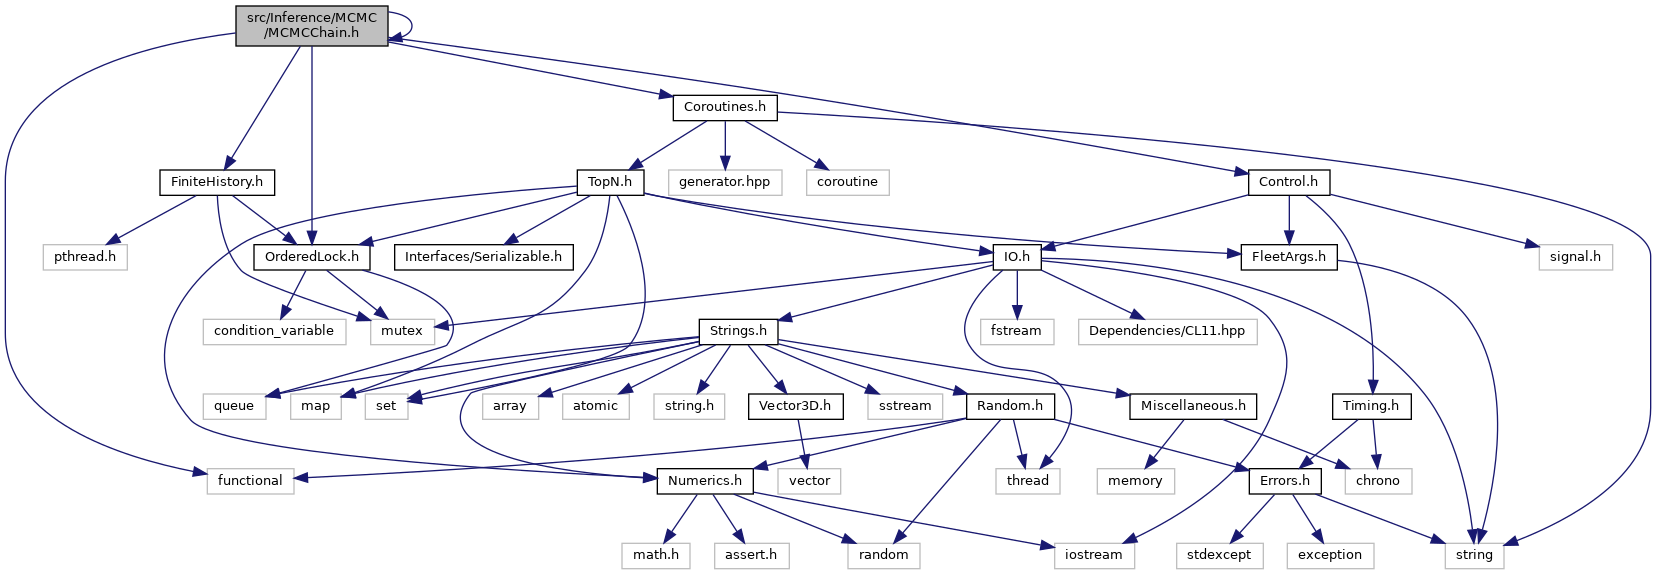 src/Inference/MCMC
/MCMCChain.h
Coroutines.h
FiniteHistory.h
TopN.h
generator.hpp
coroutine
Control.h
pthread.h
OrderedLock.h
Interfaces/Serializable.h
IO.h
FleetArgs.h
signal.h
condition_variable
mutex
Strings.h
fstream
Dependencies/CL11.hpp
queue
map
set
array
atomic
string.h
Vector3D.h
sstream
Random.h
Miscellaneous.h
Timing.h
functional
Numerics.h
vector
thread
memory
Errors.h
chrono
math.h
assert.h
random
iostream
stdexcept
exception
string